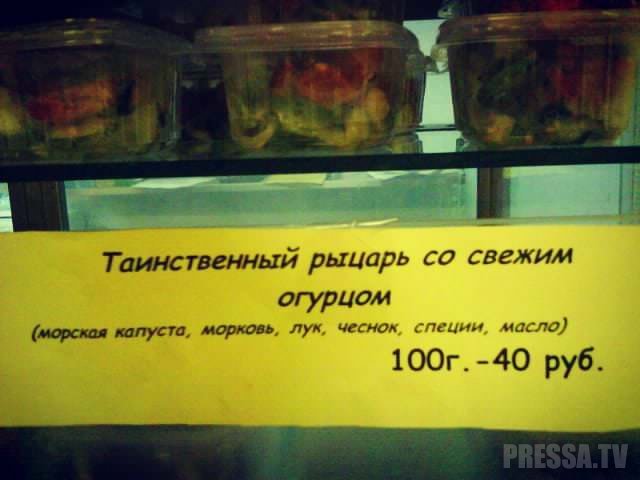 Таинственный рыцарь со свежим
огурцом
(морская капуста, морковь, лук, чеснок, специи, масло)
100г.-40 руб.
PRESSA.TV